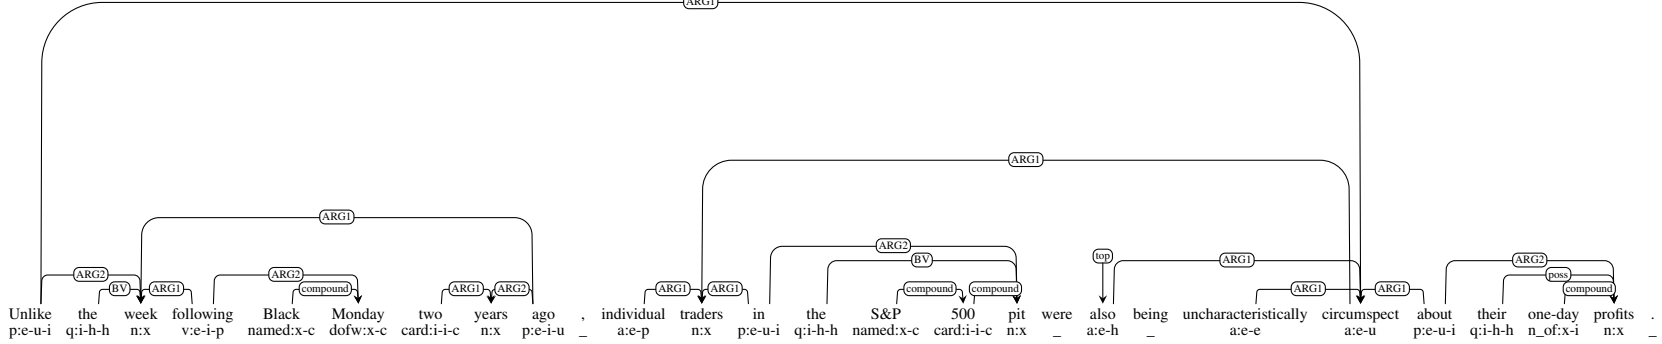 ARG1
ARG1
ARG1
ARG2 BV top
ARG2 ARG2 ARG1 ARG2
poss
BV ARG1 compound ARG1 ARG2 ARG1 ARG1 compound compound ARG1 ARG1 compound
Unlike the week following Black Monday two years ago , individual traders in the S&P 500 pit were also being uncharacteristically circumspect about their one-day profits .
p:e-u-i q:i-h-h n:x v:e-i-p named:x-c dofw:x-c card:i-i-c n:x p:e-i-u _ a:e-p n:x p:e-u-i q:i-h-h named:x-c card:i-i-c n:x _ a:e-h _ a:e-e a:e-u p:e-u-i q:i-h-h n_of:x-i n:x _